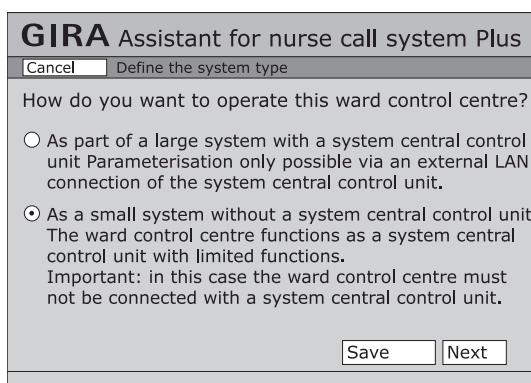 GIRA Assistant for nurse call system Plus
Cancel Define the system type
How do you want to operate this ward control centre?
As part of a large system with a system central control
unit Parameterisation only possible via an external LAN
connection of the system central control unit.
As a small system without a system central control unit
The ward control centre functions as a system central
control unit with limited functions.
Important: in this case the ward control centre must
not be connected with a system central control unit.
Save Next